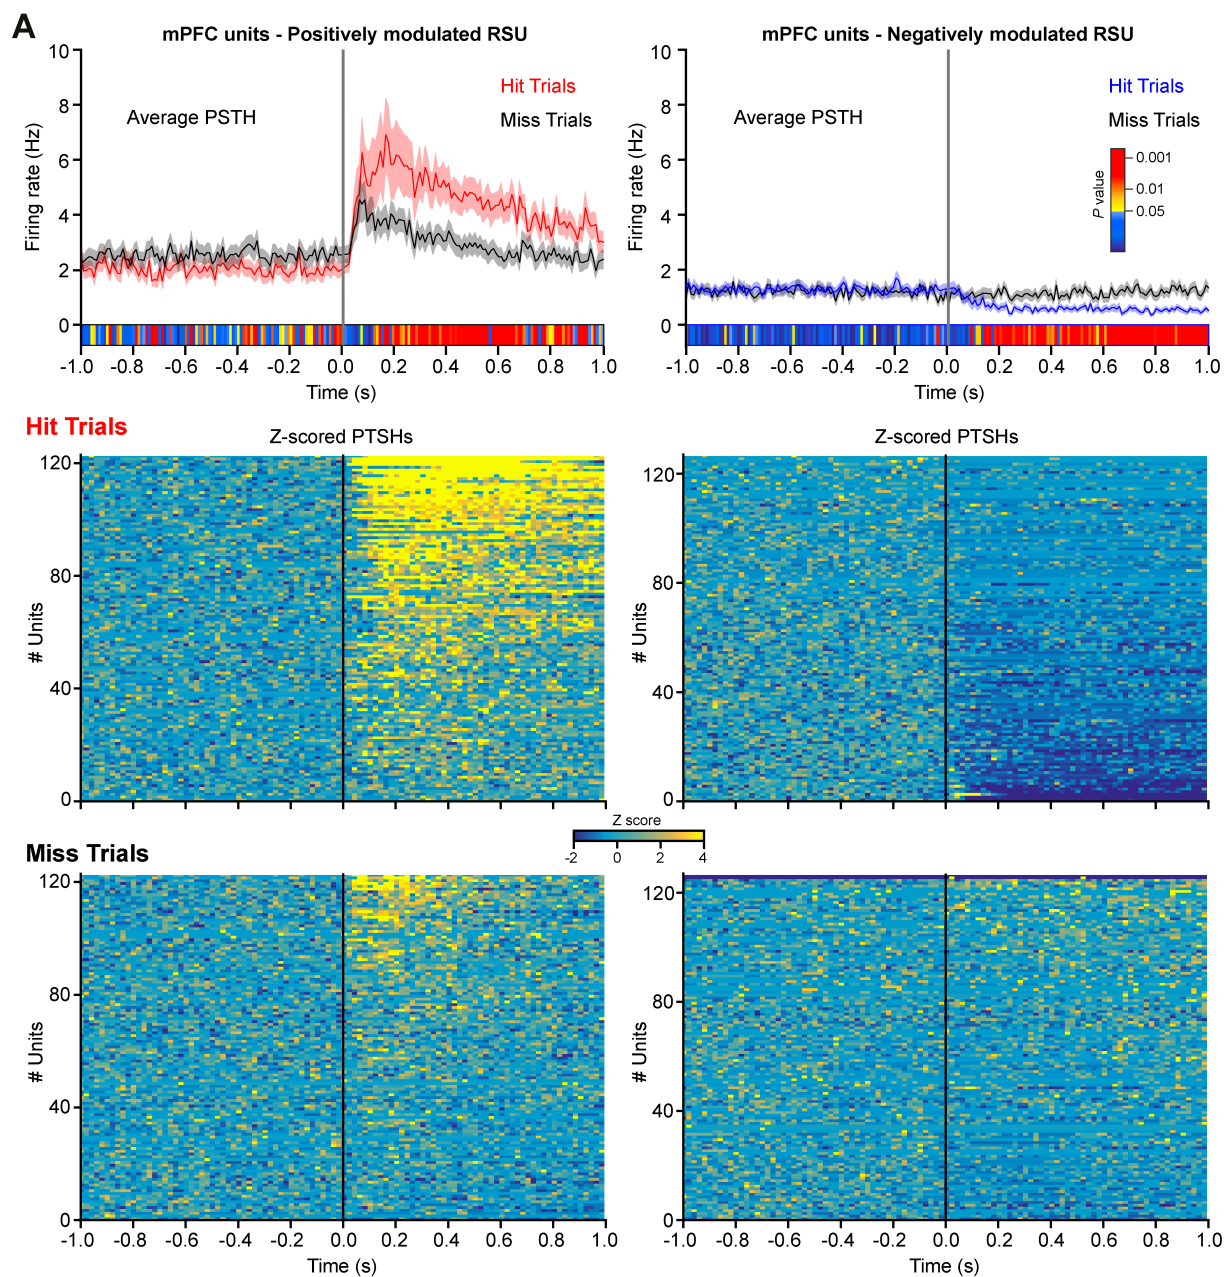 A
mPFC units - Positively modulated RSU
10
8
6
4
2
0
Firing rate (Hz)
Average PSTH
Hit Trials
Miss Trials
-1.0 -0.8 -0.6 -0.4 -0.2 0.0 0.2 0.4 0.6 0.8 1.0
Time (s)
mPFC units - Negatively modulated RSU
10
8
6
4
2
0
Firing rate (Hz)
Average PSTH
Hit Trials
Miss Trials
P value
0.001
0.01
0.05
-1.0 -0.8 -0.6 -0.4 -0.2 0.0 0.2 0.4 0.6 0.8 1.0
Time (s)
Hit Trials
Z-scored PTSHs
120
80
40
0
# Units
Z-scored PTSHs
120
80
40
0
# Units
Z score
-2 0 2 4
Miss Trials
120
80
40
0
# Units
-1.0 -0.8 -0.6 -0.4 -0.2 0.0 0.2 0.4 0.6 0.8 1.0
Time (s)
120
80
40
0
# Units
-1.0 -0.8 -0.6 -0.4 -0.2 0.0 0.2 0.4 0.6 0.8 1.0
Time (s)